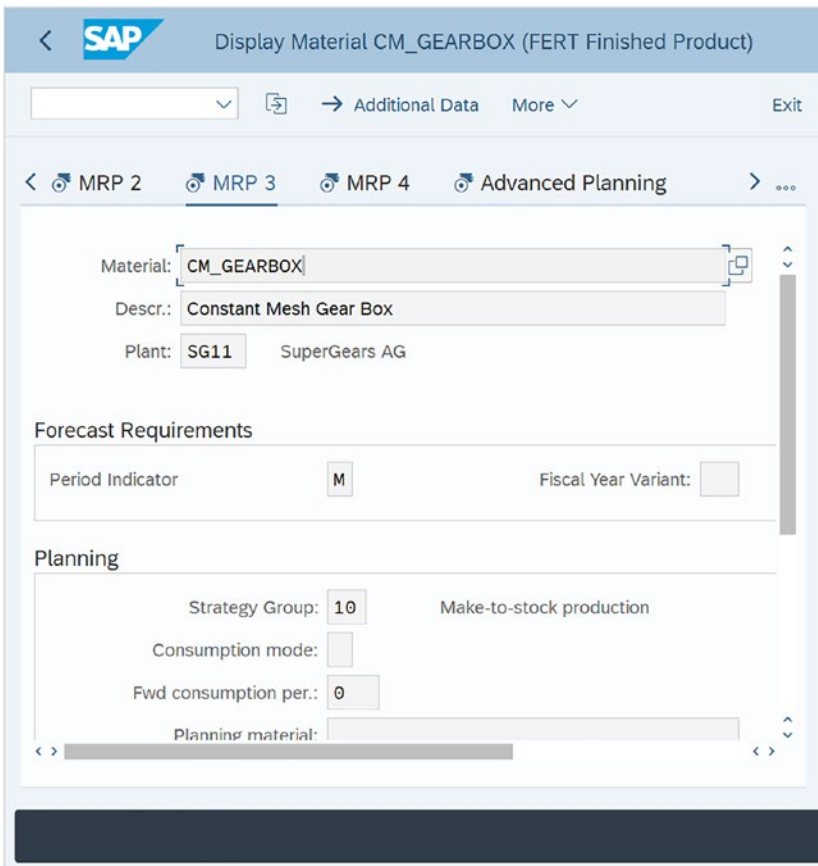 SAP Display Material CM_GEARBOX (FERT Finished Product)
Additional Data More Exit
MRP 2 MRP 3 MRP 4 Advanced Planning
Material: CM_GEARBOX
Descr.: Constant Mesh Gear Box
Plant: SG11 SuperGears AG
Forecast Requirements
Period Indicator M Fiscal Year Variant:
Planning
Strategy Group: 10 Make-to-stock production
Consumption mode:
Fwd consumption per.: 0
Planning material: